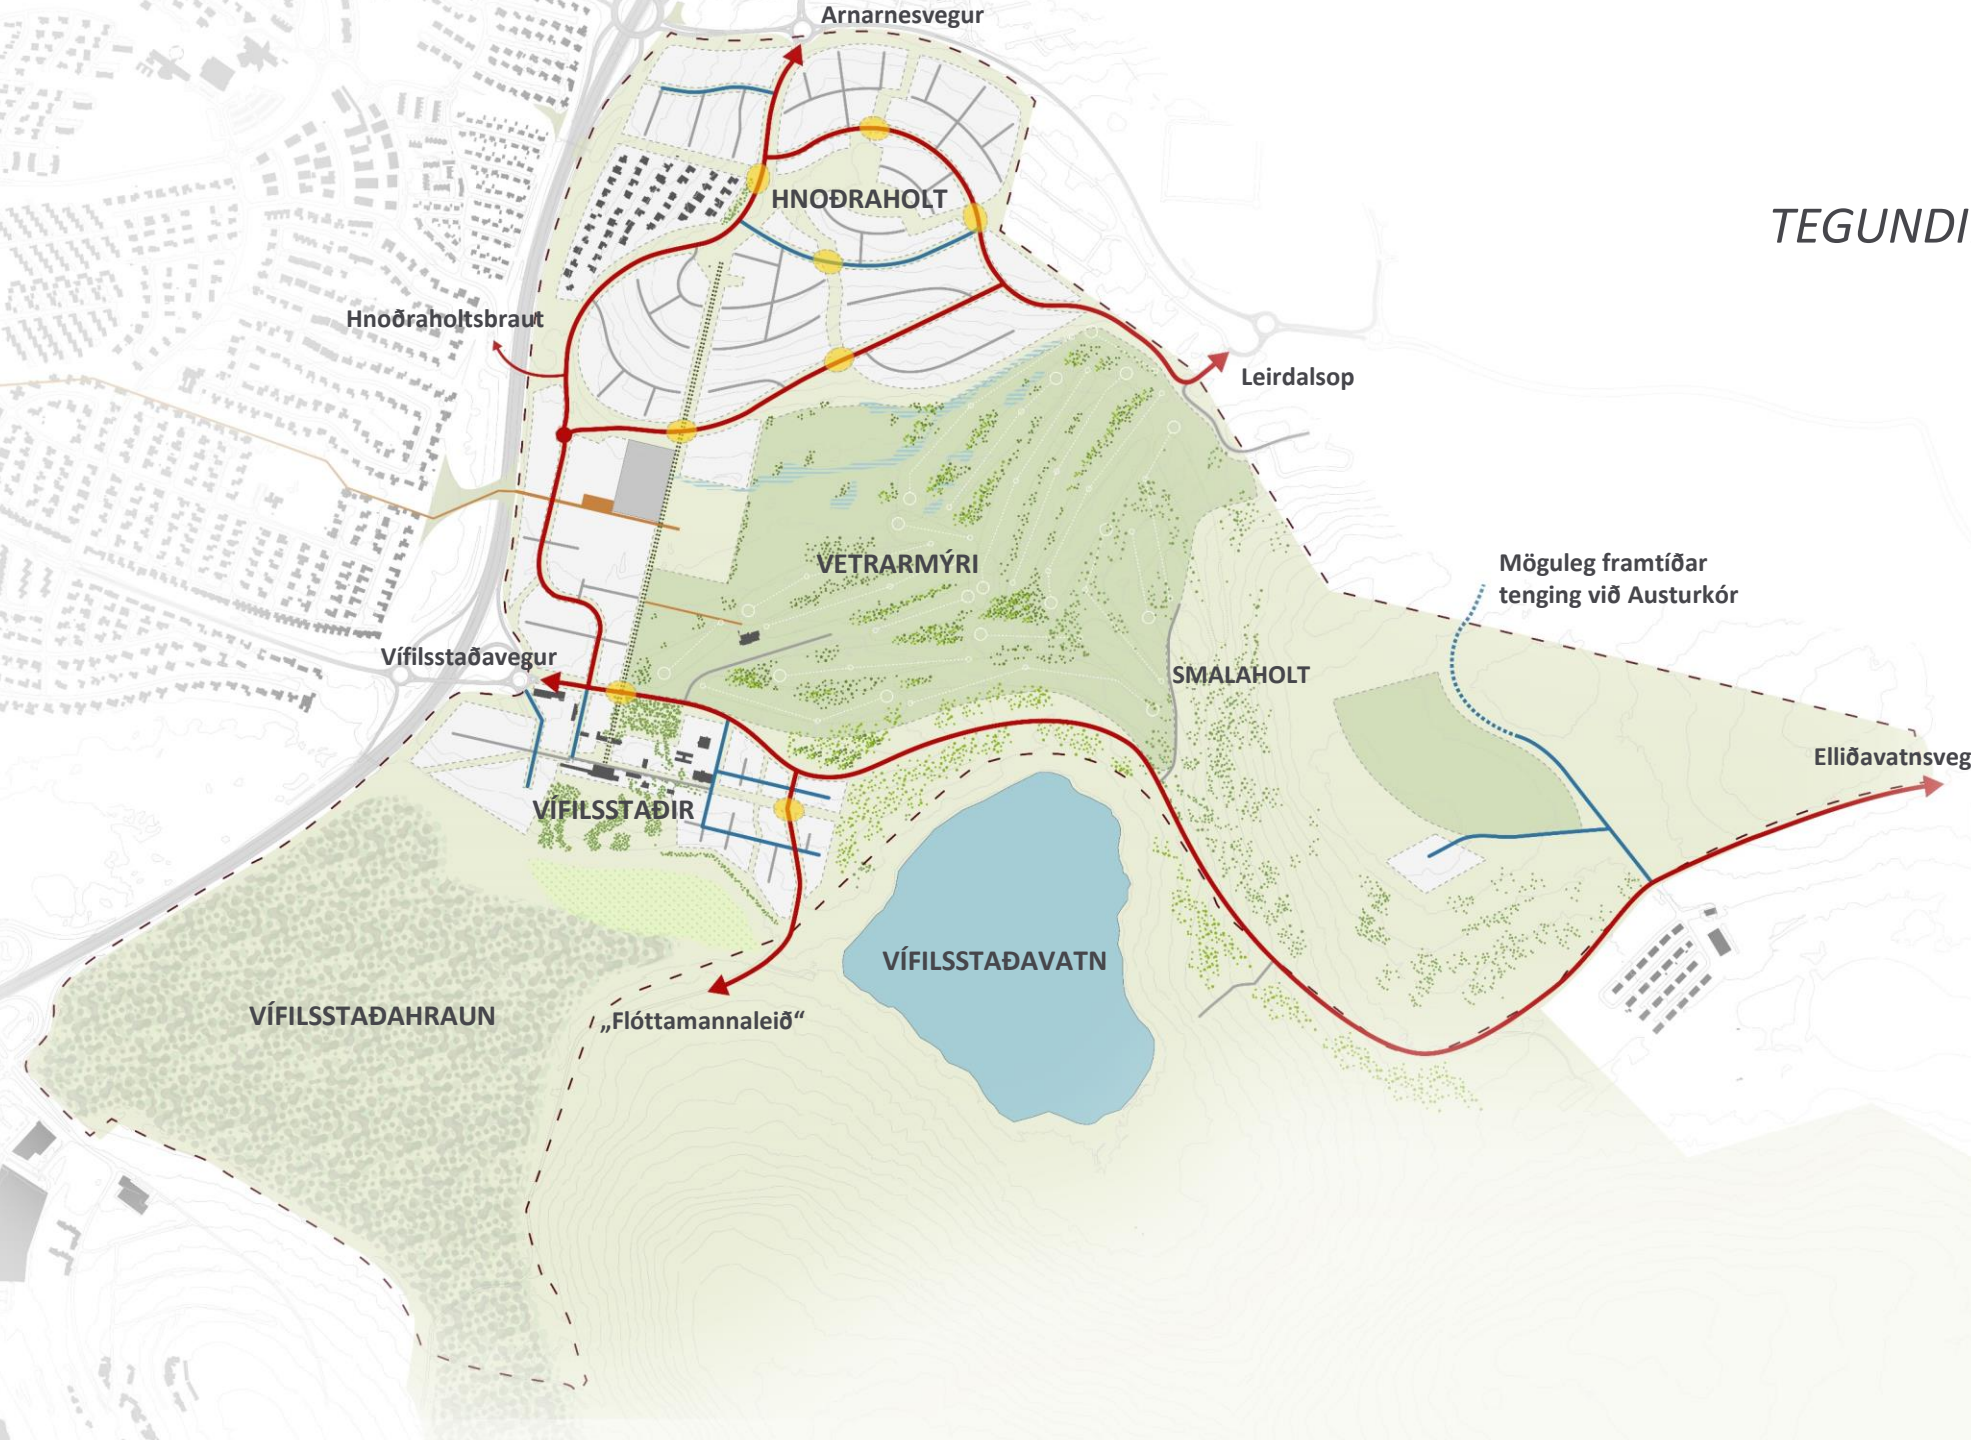 Arnarnesvegur
HNOÐRAHOLT
TEGUNDI
Hnoðraholtsbraut
Leirdalsop
VETRARMÝRI
Möguleg framtíðar
tenging við Austurkór
Vífilsstaðavegur
SMALAHOLT
Elliðavatnsveg
VÍFILSSTAÐIR
VÍFILSSTAÐAVATN
VÍFILSSTAÐAHRAUN
„Flóttamannaleið“